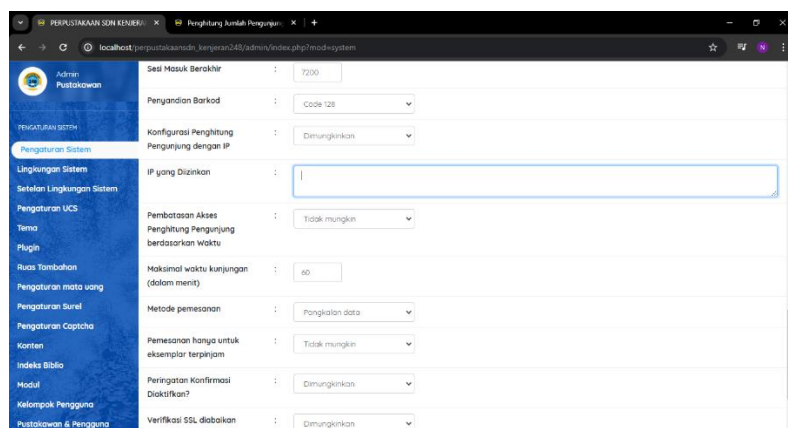 PERPUSTAKAAN SDN KENJERA
Penghitung Jumlah Pengunjun
localhost/perpustakaansdn_kenjeran248/admin/index.php?mod=system
N
Admin
Pustakawan
PENGATURAN SISTEM
Pengaturan Sistem
Lingkungan Sistem
Setelan Lingkungan Sistem
Pengaturan UCS
Tema
Plugin
Ruas Tambahan
Pengaturan mata uang
Pengaturan Surel
Pengaturan Captcha
Konten
Indeks Biblio
Modul
Kelompok Pengguna
Pustakawan & Pengguna
Sesi Masuk Berakhir : 7200
Penyandian Barkod : Code 128
Konfigurasi Penghitung : Dimungkinkan
Pengunjung dengan IP
IP yang Diizinkan :
Pembatasan Akses : Tidak mungkin
Penghitung Pengunjung
berdasarkan Waktu
Maksimal waktu kunjungan : 60
(dalam menit)
Metode pemesanan : Pangkalan data
Pemesanan hanya untuk : Tidak mungkin
eksemplar terpinjam
Peringatan Konfirmasi : Dimungkinkan
Diaktifkan?
Verifikasi SSL diabaikan : Dimungkinkan